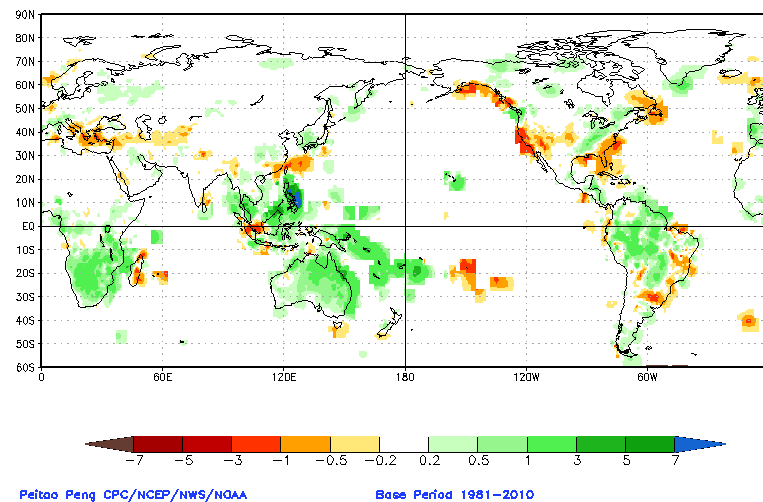 90N
80N
70N
60N
50N
40N
30N
20N
10N
EQ
10S
20S
30S
40S
50S
60S
0 60E 120E 180 120W 60W
-7 -5 -3 -1 -0.5 -0.2 0.2 0.5 1 3 5 7
Peitao Peng CPC/NCEP/NWS/NOAA Base Period 1981-2010